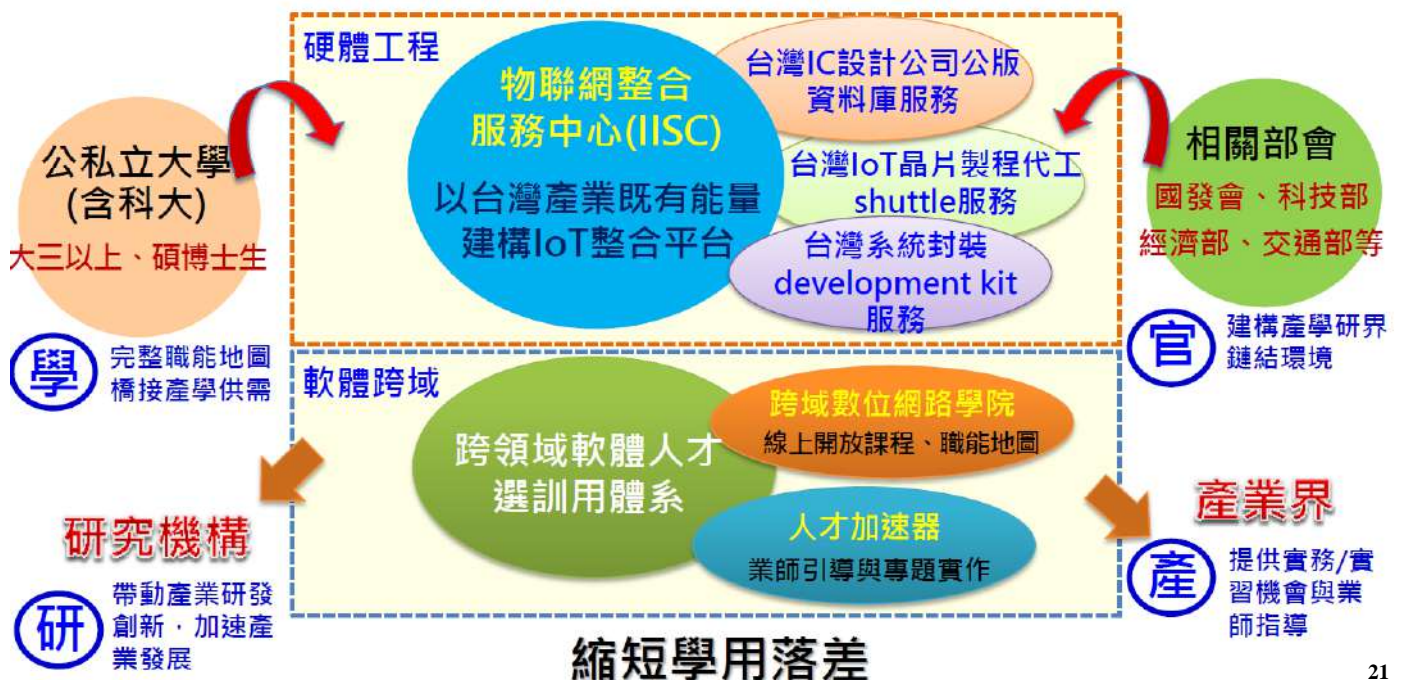 硬體工程
物聯網整合
服務中心(IISC)
以台灣產業既有能量
建構IoT整合平台
台灣IC設計公司公版
資料庫服務
台灣IoT晶片製程代工
shuttle服務
台灣系統封裝
development kit
服務
公私立大學
(含科大)
大三以上、碩博士生
學
完整職能地圖
橋接產學供需
相關部會
國發會、科技部
經濟部、交通部等
官
建構產學研界
鏈結環境
軟體跨域
跨領域軟體人才
選訓用體系
跨域數位網路學院
線上開放課程、職能地圖
人才加速器
業師引導與專題實作
研究機構
研
帶動產業研發
創新，加速產
業發展
產業界
產
提供實務/實
習機會與業
師指導
縮短學用落差
21